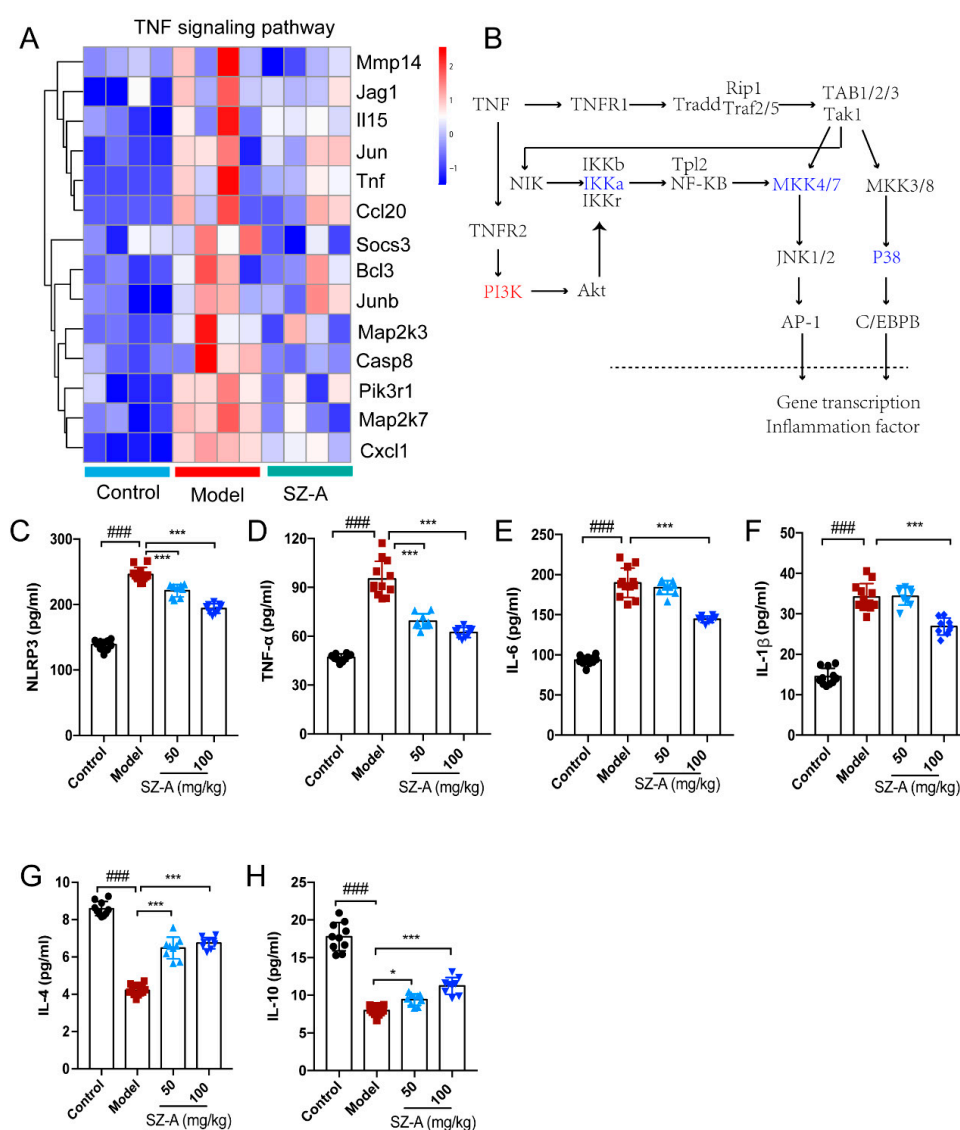 A
TNF signaling pathway
Mmp14
Jag1
Il15
Jun
Tnf
Ccl20
Socs3
Bcl3
Junb
Map2k3
Casp8
Pik3r1
Map2k7
Cxcl1
2
1
0
−1
Control
Model
SZ-A
B
TNF
TNFR1
Tradd
Rip1
Traf2/5
TAB1/2/3
Tak1
NIK
IKKb
IKKa
IKKr
Tpl2
NF-KB
MKK4/7
MKK3/8
TNFR2
JNK1/2
P38
PI3K
Akt
AP-1
C/EBPB
Gene transcription
Inflammation factor
C
NLRP3 (pg/ml)
300
200
100
0
###
***
***
Control
Model
50
100
SZ-A (mg/kg)
D
TNF-α (pg/ml)
120
90
60
30
0
###
***
***
Control
Model
50
100
SZ-A (mg/kg)
E
IL-6 (pg/ml)
250
200
150
100
50
0
###
***
Control
Model
50
100
SZ-A (mg/kg)
F
IL-1β (pg/ml)
50
40
30
20
10
0
###
***
Control
Model
50
100
SZ-A (mg/kg)
G
IL-4 (pg/ml)
10
8
6
4
2
0
###
***
***
Control
Model
50
100
SZ-A (mg/kg)
H
IL-10 (pg/ml)
25
20
15
10
5
0
###
***
*
Control
Model
50
100
SZ-A (mg/kg)